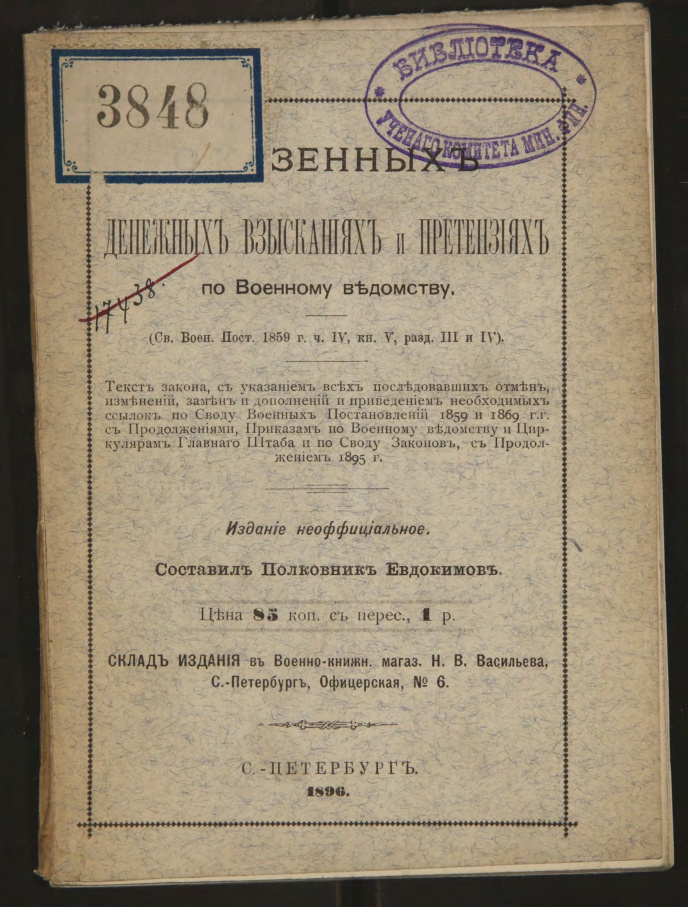 3848
БИБЛІОТЕКА
УЧЕНАГО КОМИТЕТА МИН. ФИН.
ЗЕННЫХЪ
ДЕНЕЖНЫХЪ ВЗЫСКАНІЯХЪ и ПРЕТЕНЗІЯХЪ
17438.
по Военному вѣдомству.
(Св. Воен. Пост. 1859 г. ч. IV, кн. V, разд. III и IV).
Текстъ закона, съ указаніемъ всѣхъ послѣдовавшихъ отмѣнъ,
измѣненій, замѣнъ и дополненій и приведеніемъ необходимыхъ
ссылокъ по Своду Военныхъ Постановленій 1859 и 1869 г.г.
съ Продолженіями, Приказамъ по Военному вѣдомству и Цир-
кулярамъ Главнаго Штаба и по Своду Законовъ, съ Продол-
женіемъ 1895 г.
Изданіе неоффиціальное.
Составилъ Полковникъ Евдокимовъ.
Цѣна 85 коп. съ перес., 1 р.
СКЛАДЪ ИЗДАНІЯ въ Военно-книжн. магаз. Н. В. Васильева,
С.-Петербургъ, Офицерская, № 6.
С.-ПЕТЕРБУРГЪ.
1896.